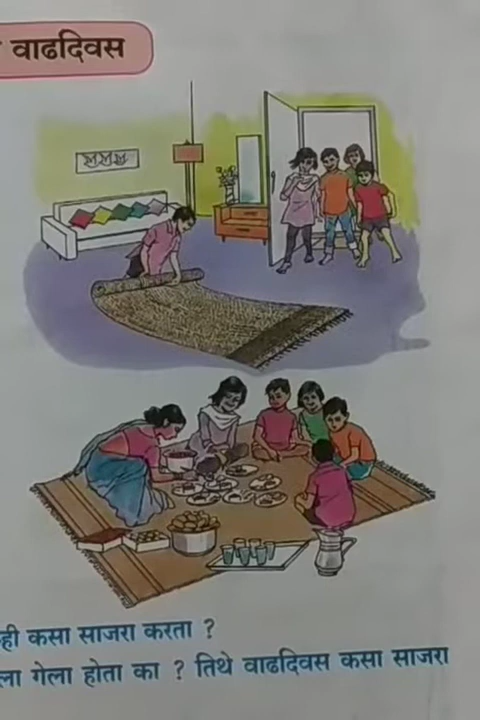 वाढदिवस
ही कसा साजरा करता ?
ला गेला होता का ? तिथे वाढदिवस कसा साजरा